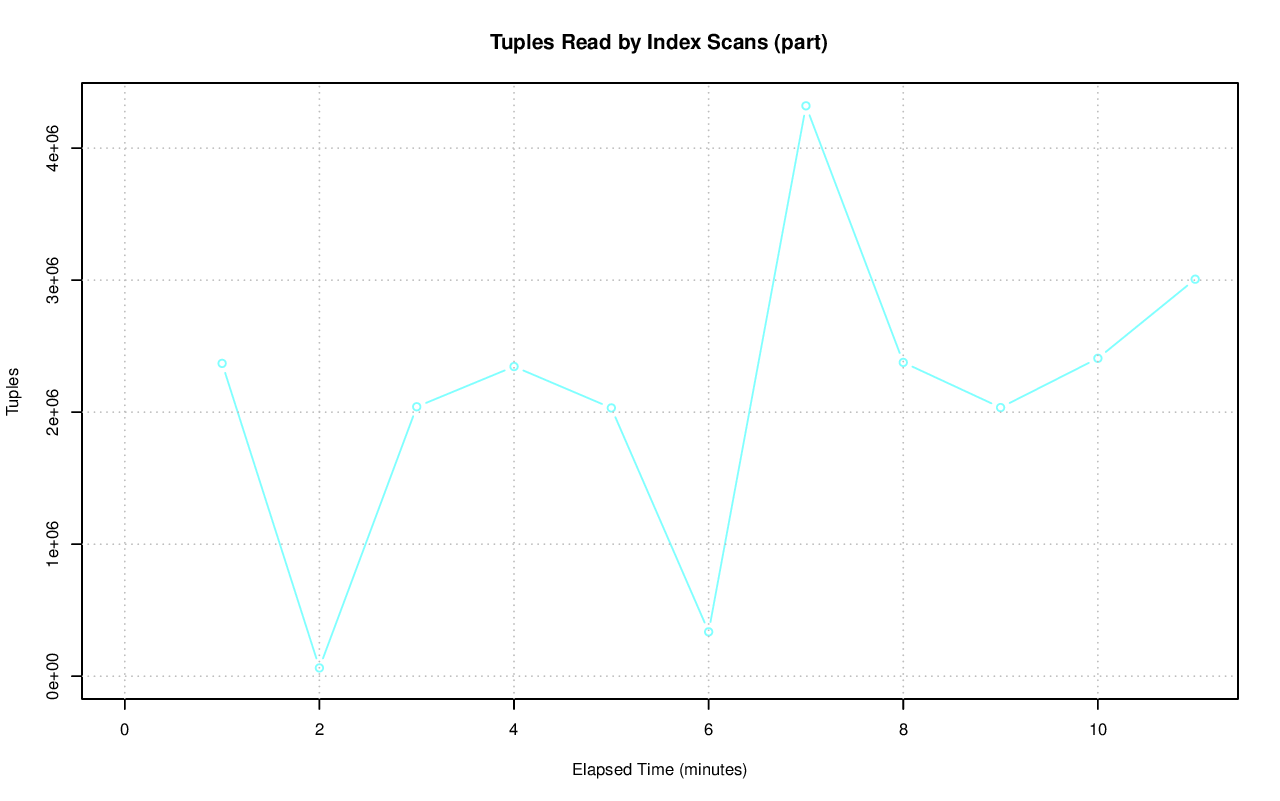 Tuples Read by Index Scans (part)
4e+06
3e+06
2e+06
1e+06
0e+00
Tuples
0 2 4 6 8 10
Elapsed Time (minutes)